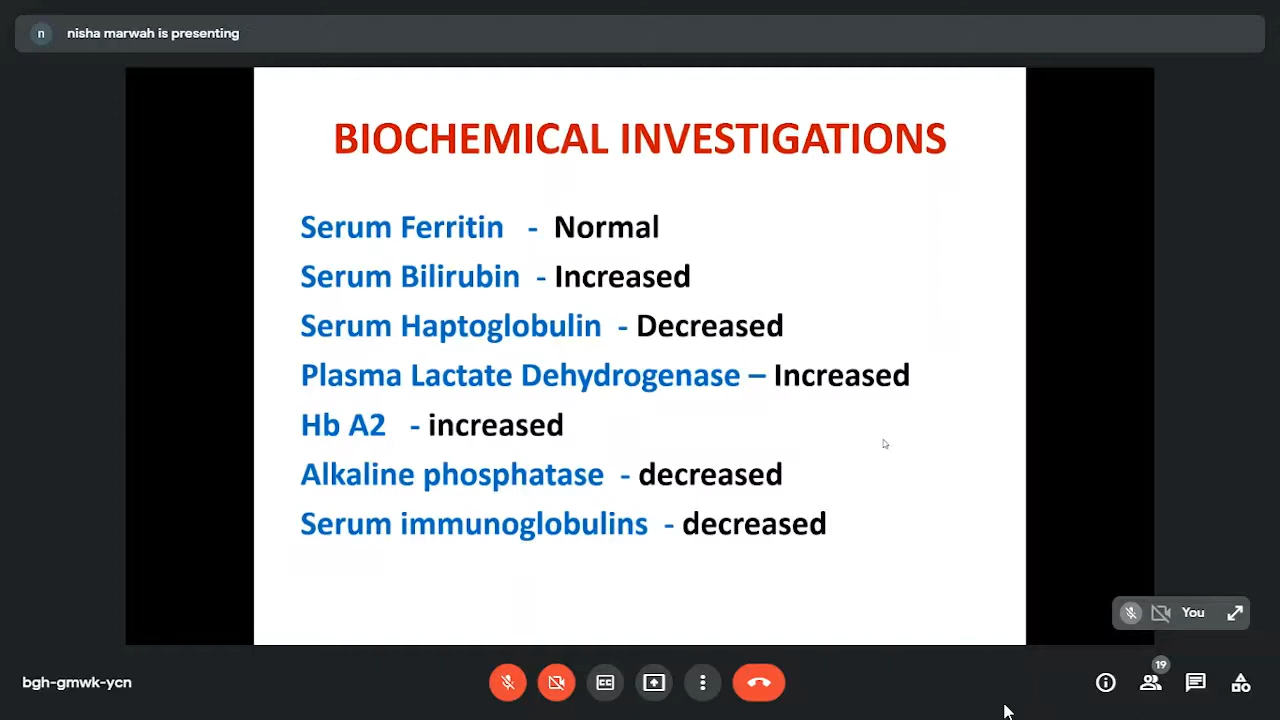 n nisha marwah is presenting
BIOCHEMICAL INVESTIGATIONS
Serum Ferritin - Normal
Serum Bilirubin - Increased
Serum Haptoglobulin - Decreased
Plasma Lactate Dehydrogenase – Increased
Hb A2 - increased
Alkaline phosphatase - decreased
Serum immunoglobulins - decreased
You
bgh-gmwk-ycn
CC
19